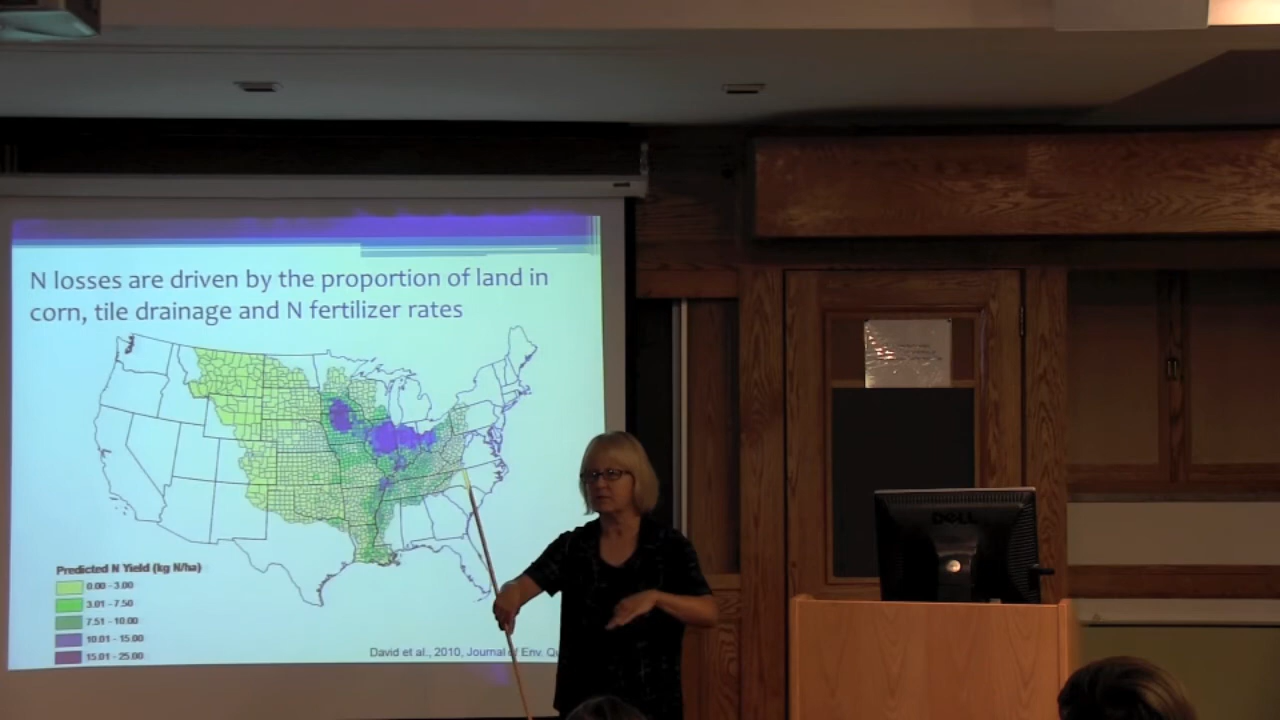 N losses are driven by the proportion of land in
corn, tile drainage and N fertilizer rates
Predicted N Yield (kg N/ha)
0.00 - 3.00
3.01 - 7.50
7.51 - 10.00
10.01 - 15.00
15.01 - 25.00
David et al., 2010, Journal of Env. Qu
DELL